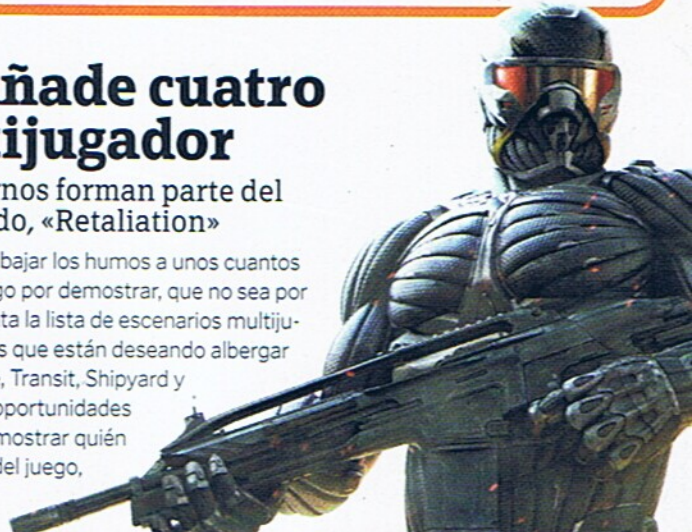 ñade cuatro
ijugador
nos forman parte del
do, «Retaliation»
bajar los humos a unos cuantos
go por demostrar, que no sea por
ta la lista de escenarios multiju-
s que están deseando albergar
, Transit, Shipyard y
oportunidades
mostrar quién
del juego,